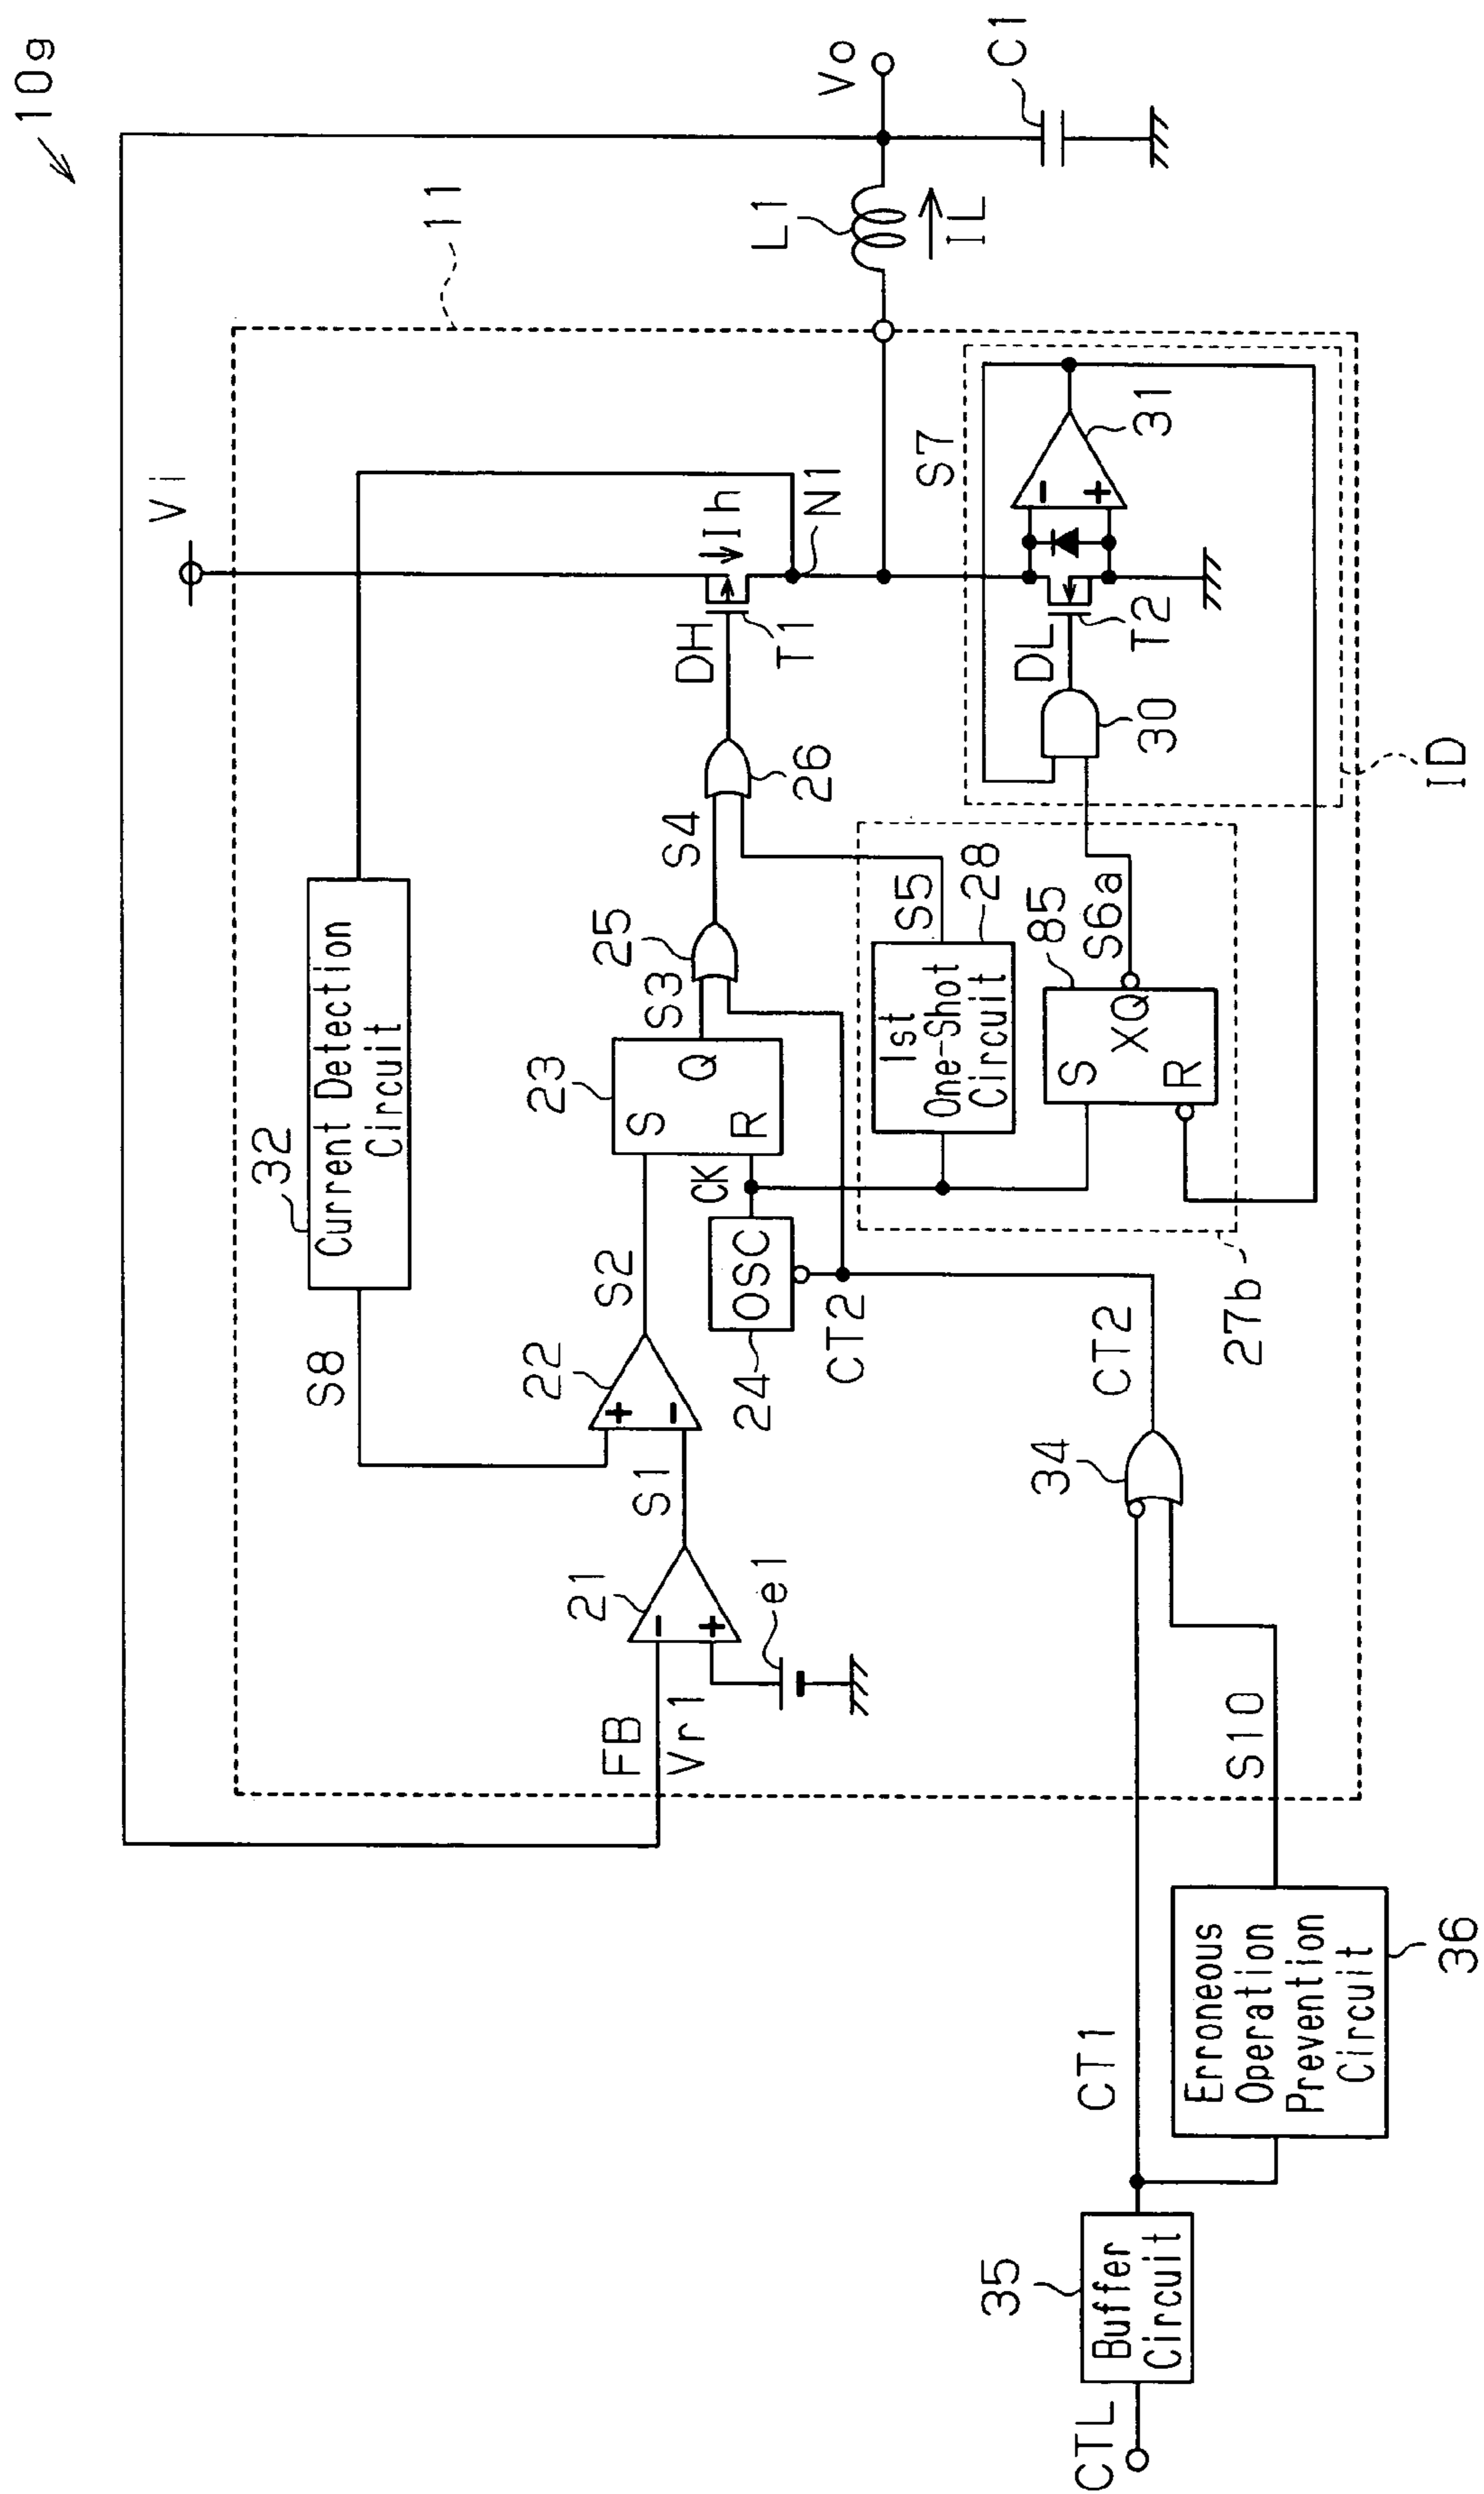 10g
11
Vi
32
Current Detection
Circuit
S8
Ih
N1
DH
T1
L1
IL
Vo
C1
FB
Vr1
21
e1
S1
22
S2
23
S
Q
R
S3
25
S4
26
CK
OSC
24
CT2
1st
One-Shot
Circuit
S5
28
85
S
XQ
R
S6a
27b
DL
T2
30
S7
31
ID
CT2
34
S10
CTL
35
Buffer
Circuit
CT1
Erroneous
Operation
Prevention
Circuit
36